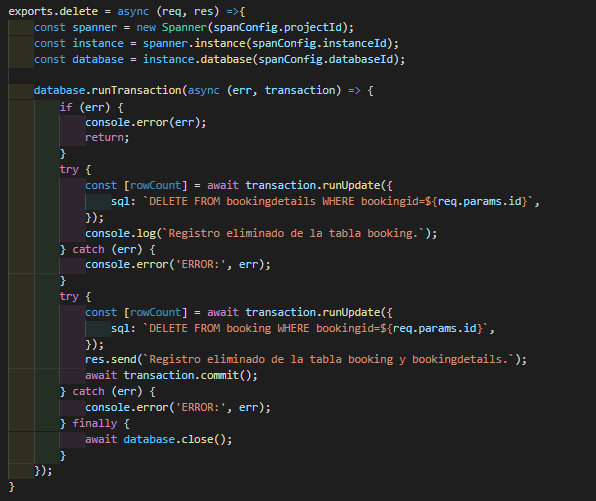 exports.delete = async (req, res) =>{
    const spanner = new Spanner(spanConfig.projectId);
    const instance = spanner.instance(spanConfig.instanceId);
    const database = instance.database(spanConfig.databaseId);

    database.runTransaction(async (err, transaction) => {
        if (err) {
            console.error(err);
            return;
        }
        try {
            const [rowCount] = await transaction.runUpdate({
                sql: `DELETE FROM bookingdetails WHERE bookingid=${req.params.id}`,
            });
            console.log(`Registro eliminado de la tabla booking.`);
        } catch (err) {
            console.error('ERROR:', err);
        }
        try {
            const [rowCount] = await transaction.runUpdate({
                sql: `DELETE FROM booking WHERE bookingid=${req.params.id}`,
            });
            res.send(`Registro eliminado de la tabla booking y bookingdetails.`);
            await transaction.commit();
        } catch (err) {
            console.error('ERROR:', err);
        } finally {
            await database.close();
        }
    });
}